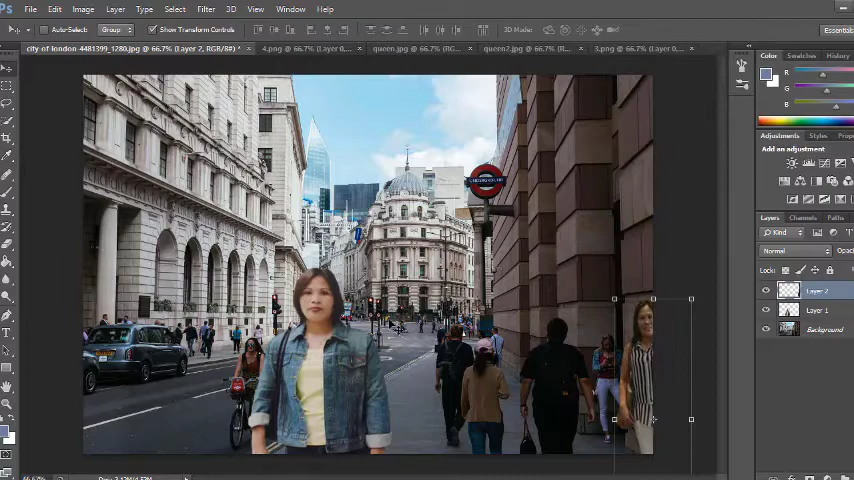 Ps File Edit Image Layer Type Select Filter 3D View Window Help
Auto-Select: Group Show Transform Controls 3D Mode: Essentials
city-of-london-4481399_1280.jpg @ 66.7% (Layer 2, RGB/8#) * × 4.png @ 66.7% (Layer 0, × queen.jpg @ 66.7% (RG... × queen2.jpg @ 66.7% (R... × 3.png @ 66.7% (Layer 0, ×
Color Swatches History
R
G
B
UNDERGROUND
Adjustments Styles
Add an adjustment
Layers Channels Paths
Kind
Normal
Lock:
Layer 2
Layer 1
Background